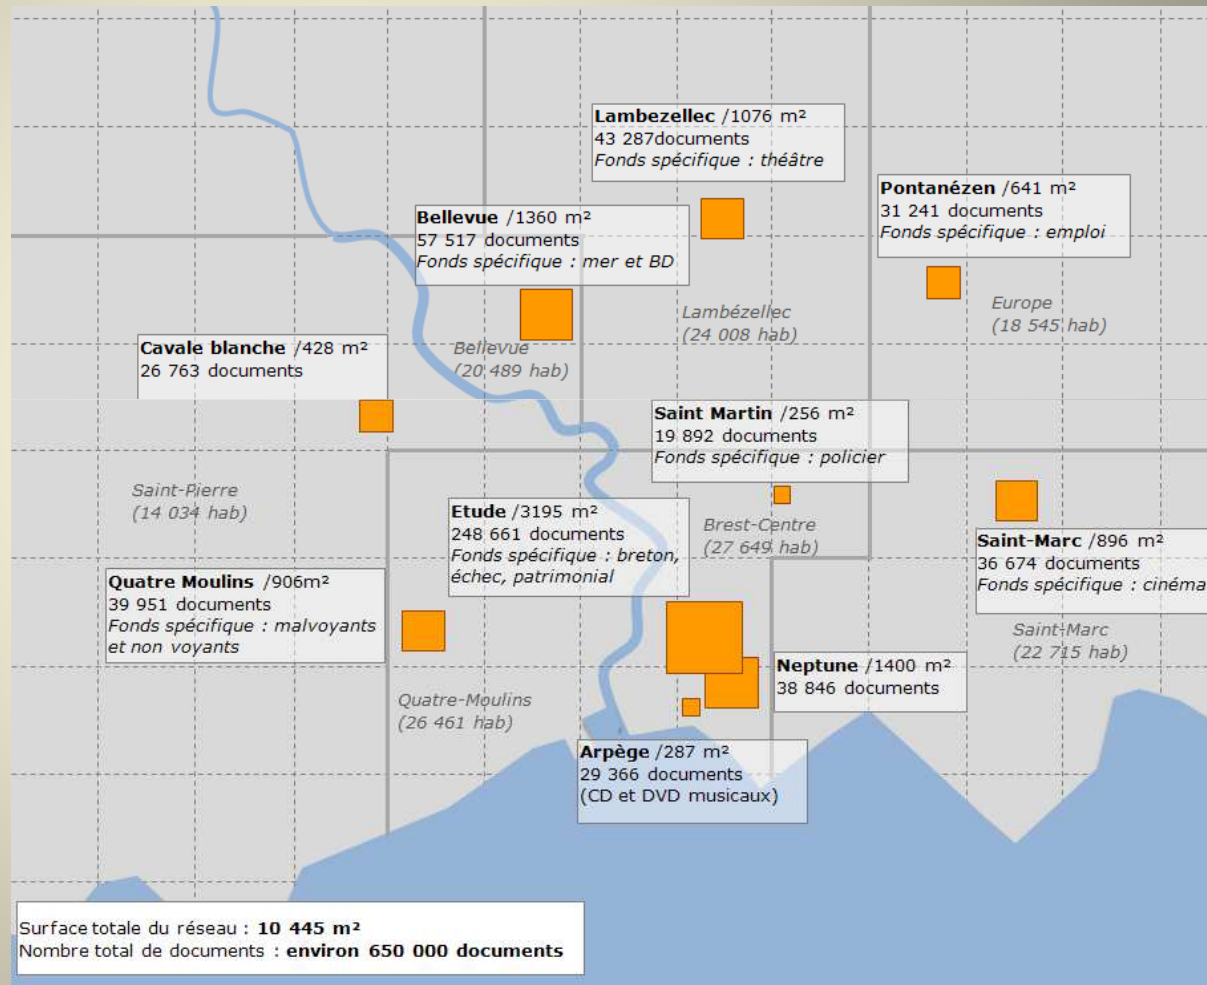 Lambezellec /1076 m²
43 287documents
Fonds spécifique : théâtre
Pontanézen /641 m²
31 241 documents
Fonds spécifique : emploi
Bellevue /1360 m²
57 517 documents
Fonds spécifique : mer et BD
Europe
(18 545 hab)
Lambézellec
(24 008 hab)
Cavale blanche /428 m²
26 763 documents
Bellevue
(20 489 hab)
Saint Martin /256 m²
19 892 documents
Fonds spécifique : policier
Saint-Pierre
(14 034 hab)
Etude /3195 m²
248 661 documents
Fonds spécifique : breton,
échec, patrimonial
Brest-Centre
(27 649 hab)
Saint-Marc /896 m²
36 674 documents
Fonds spécifique : cinéma
Quatre Moulins /906m²
39 951 documents
Fonds spécifique : malvoyants
et non voyants
Saint-Marc
(22 715 hab)
Neptune /1400 m²
38 846 documents
Quatre-Moulins
(26 461 hab)
Arpège /287 m²
29 366 documents
(CD et DVD musicaux)
Surface totale du réseau : 10 445 m²
Nombre total de documents : environ 650 000 documents